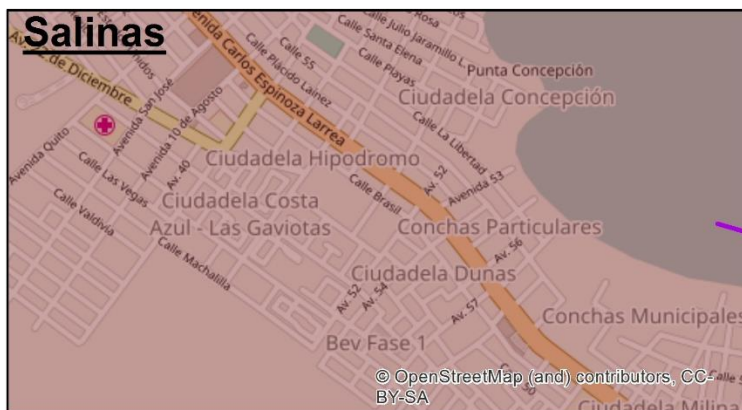 Salinas
Avenida Carlos Espinoza Larrea
Calle 55
Calle Plácido Laínez
Calle Julio Jaramillo L.
Calle Santa Elena
Calle Playas
Punta Concepción
Ciudadela Concepción
Calle La Libertad
de Diciembre
Avenida San José
Avenida 10 de Agosto
Avenida Quito
Av. 40
Ciudadela Hipodromo
Av. 52
Avenida 53
Calle Las Vegas
Calle Brasil
Ciudadela Costa
Azul - Las Gaviotas
Conchas Particulares
Calle Valdivia
Calle Machalilla
Av. 56
Ciudadela Dunas
Av. 52
Av. 54
Av. 57
Conchas Municipales
Bev Fase 1
© OpenStreetMap (and) contributors, CC-
BY-SA
Ciudadela Milina